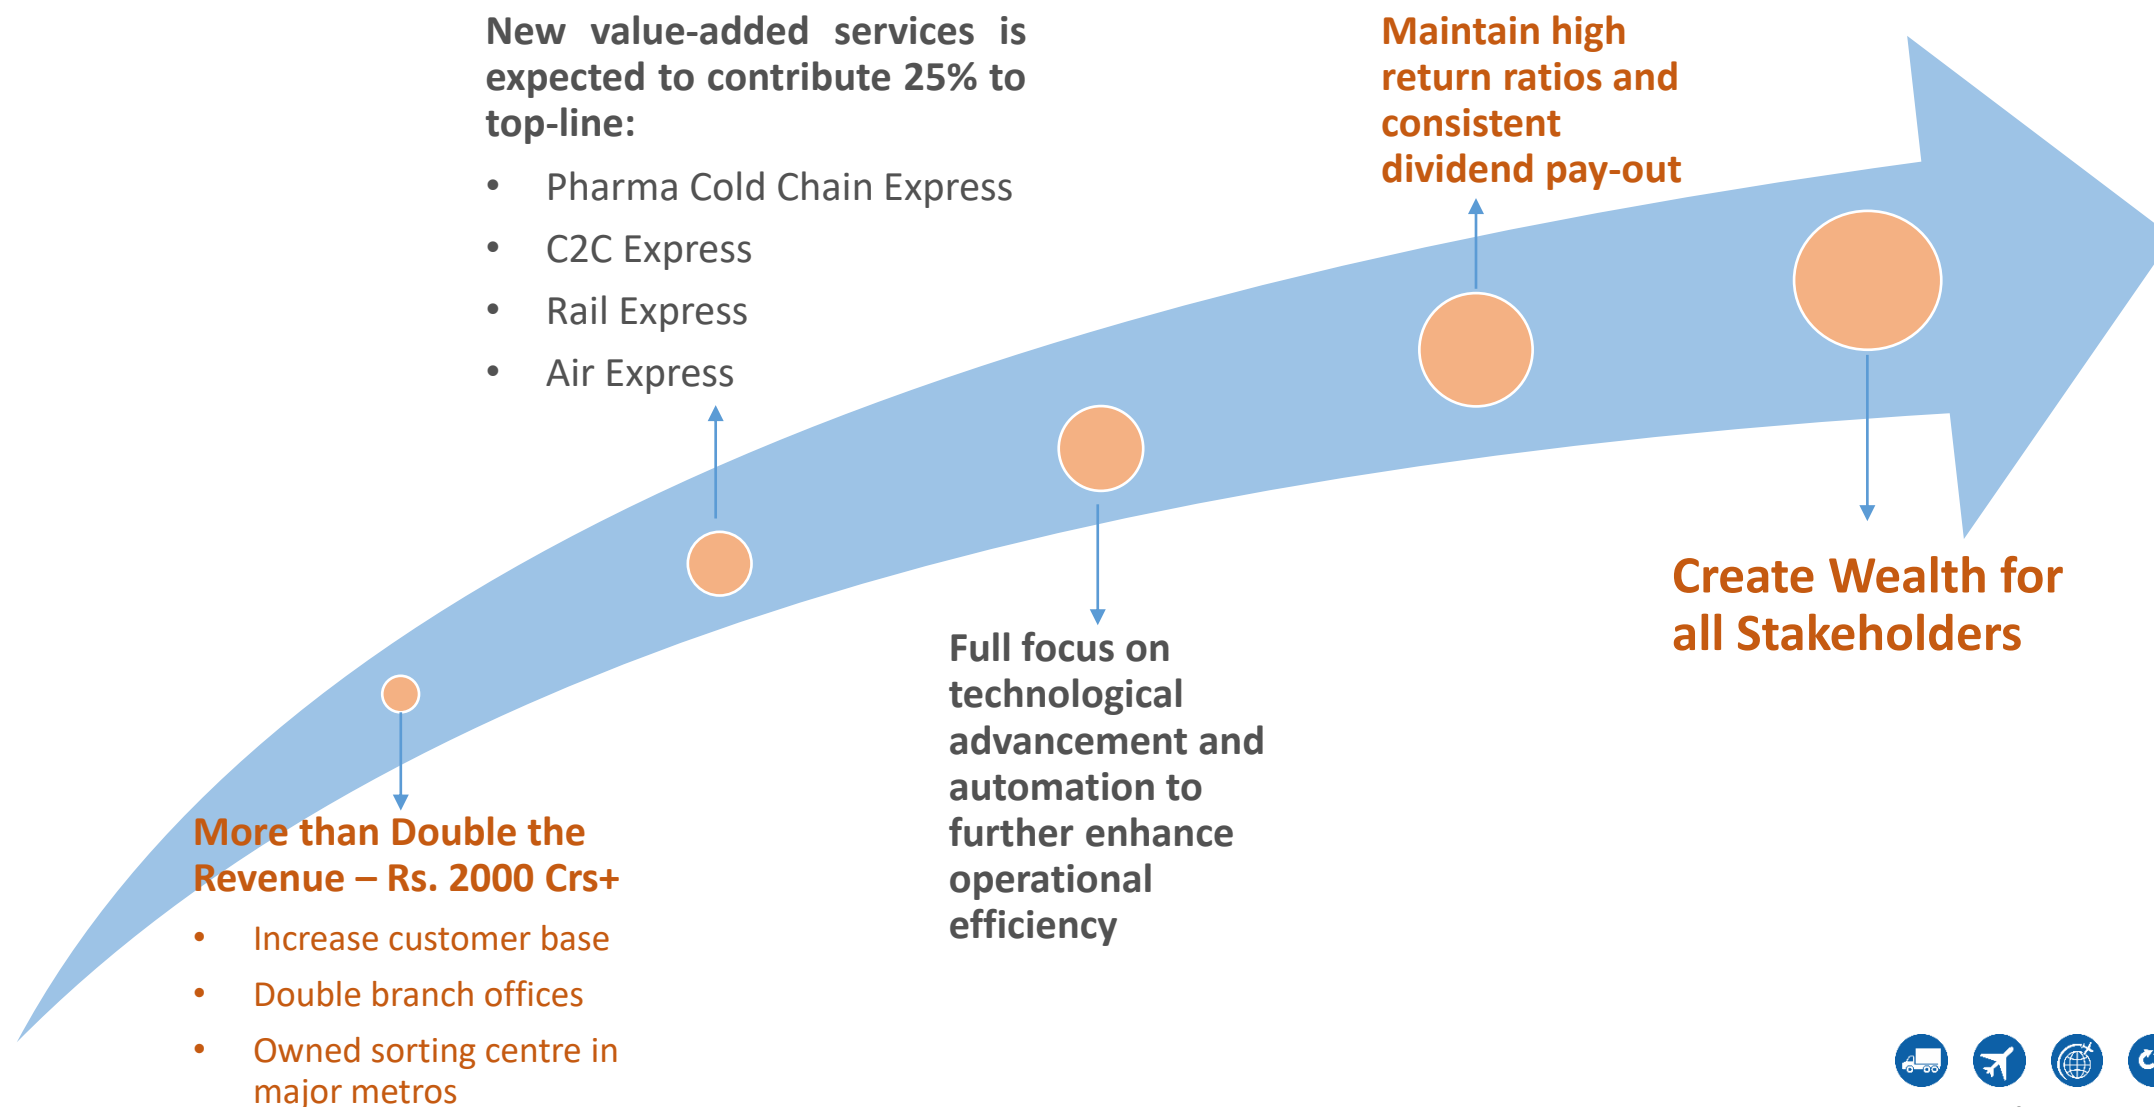 New value-added services is
expected to contribute 25% to
top-line:
• Pharma Cold Chain Express
• C2C Express
• Rail Express
• Air Express
Maintain high
return ratios and
consistent
dividend pay-out
Create Wealth for
all Stakeholders
Full focus on
technological
advancement and
automation to
further enhance
operational
efficiency
More than Double the
Revenue – Rs. 2000 Crs+
• Increase customer base
• Double branch offices
• Owned sorting centre in
major metros